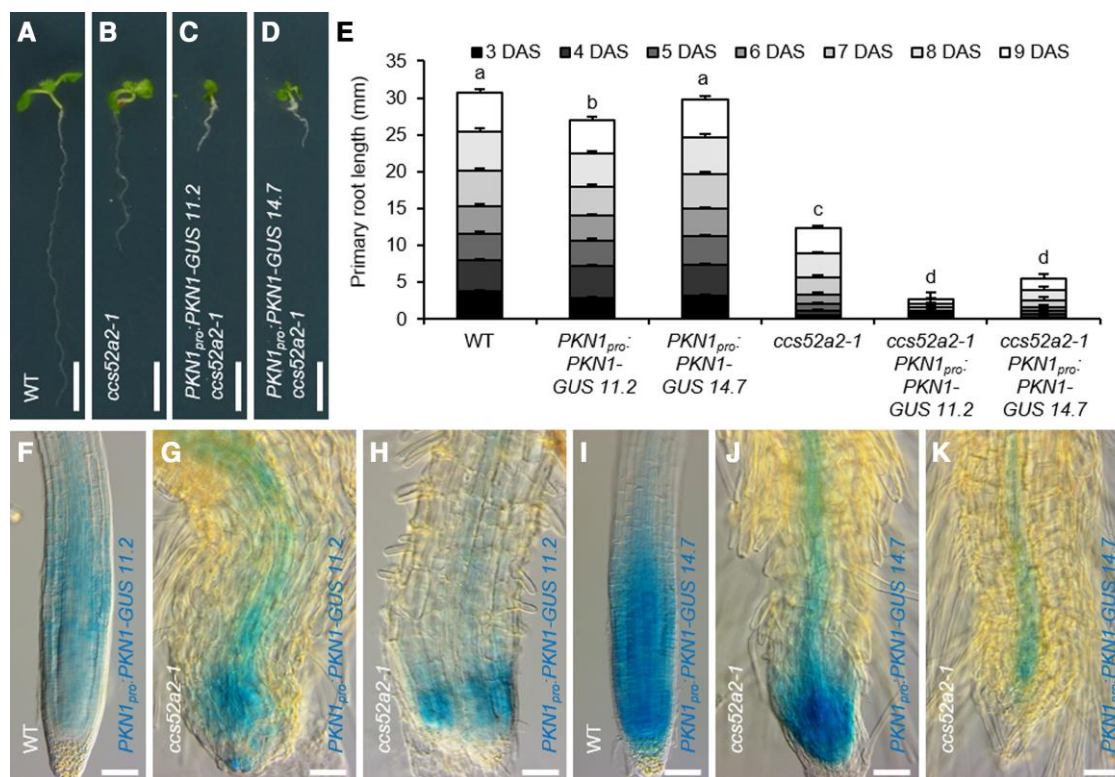 A
B
C
D
E
WT
ccs52a2-1
PKN1pro:PKN1-GUS 11.2
ccs52a2-1
PKN1pro:PKN1-GUS 14.7
ccs52a2-1
3 DAS 4 DAS 5 DAS 6 DAS 7 DAS 8 DAS 9 DAS
Primary root length (mm)
35
30
25
20
15
10
5
0
a
b
a
c
d
d
WT
PKN1pro:
PKN1-
GUS 11.2
PKN1pro:
PKN1-
GUS 14.7
ccs52a2-1
ccs52a2-1
PKN1pro:
PKN1-
GUS 11.2
ccs52a2-1
PKN1pro:
PKN1-
GUS 14.7
F
WT
PKN1pro:PKN1-GUS 11.2
G
ccs52a2-1
PKN1pro:PKN1-GUS 11.2
H
ccs52a2-1
PKN1pro:PKN1-GUS 11.2
I
WT
PKN1pro:PKN1-GUS 14.7
J
ccs52a2-1
PKN1pro:PKN1-GUS 14.7
K
ccs52a2-1
PKN1pro:PKN1-GUS 14.7